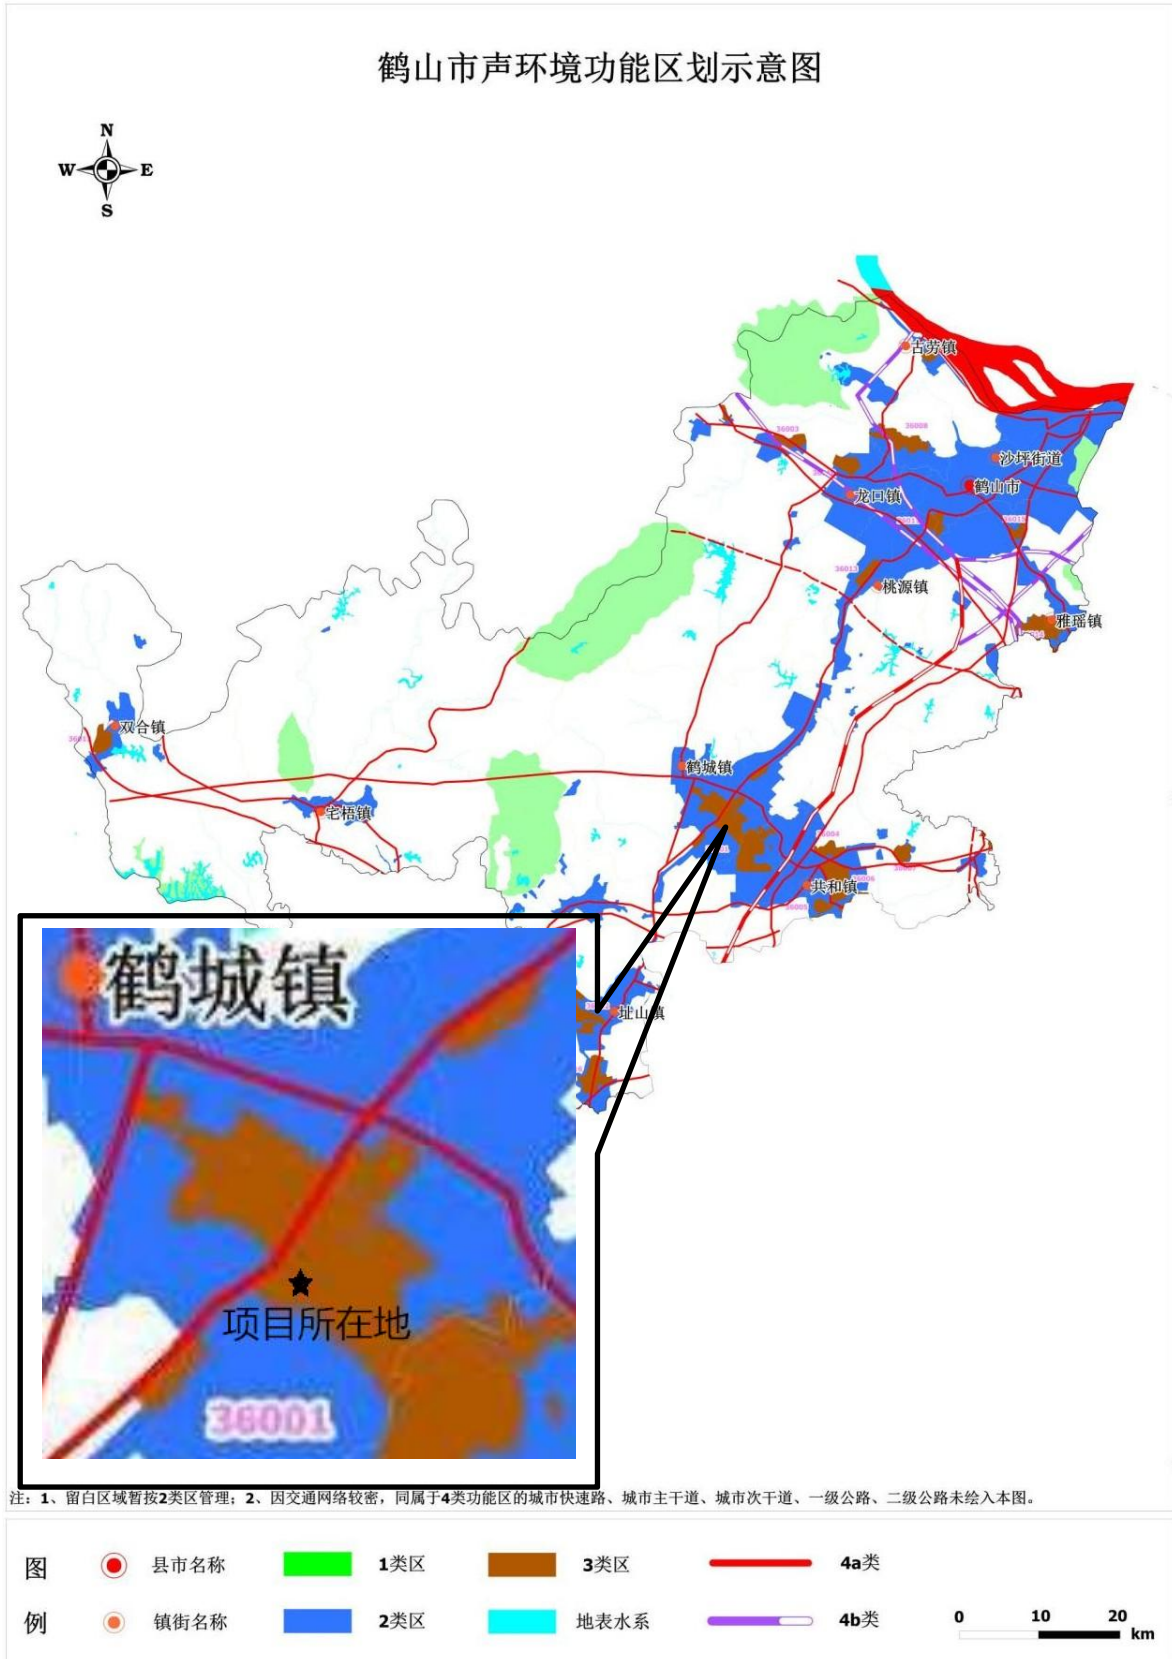 鹤山市声环境功能区划示意图
N
W E
S
古劳镇
36003
36008
沙坪街道
鹤山市
龙口镇
36013
桃源镇
雅瑶镇
双合镇
鹤城镇
宅梧镇
36006
共和镇
36005
址山镇
鹤城镇
项目所在地
36001
注：1、留白区域暂按2类区管理；2、因交通网络较密，同属于4类功能区的城市快速路、城市主干道、城市次干道、一级公路、二级公路未绘入本图。
图 县市名称 1类区 3类区 4a类
例 镇街名称 2类区 地表水系 4b类
0 10 20
km